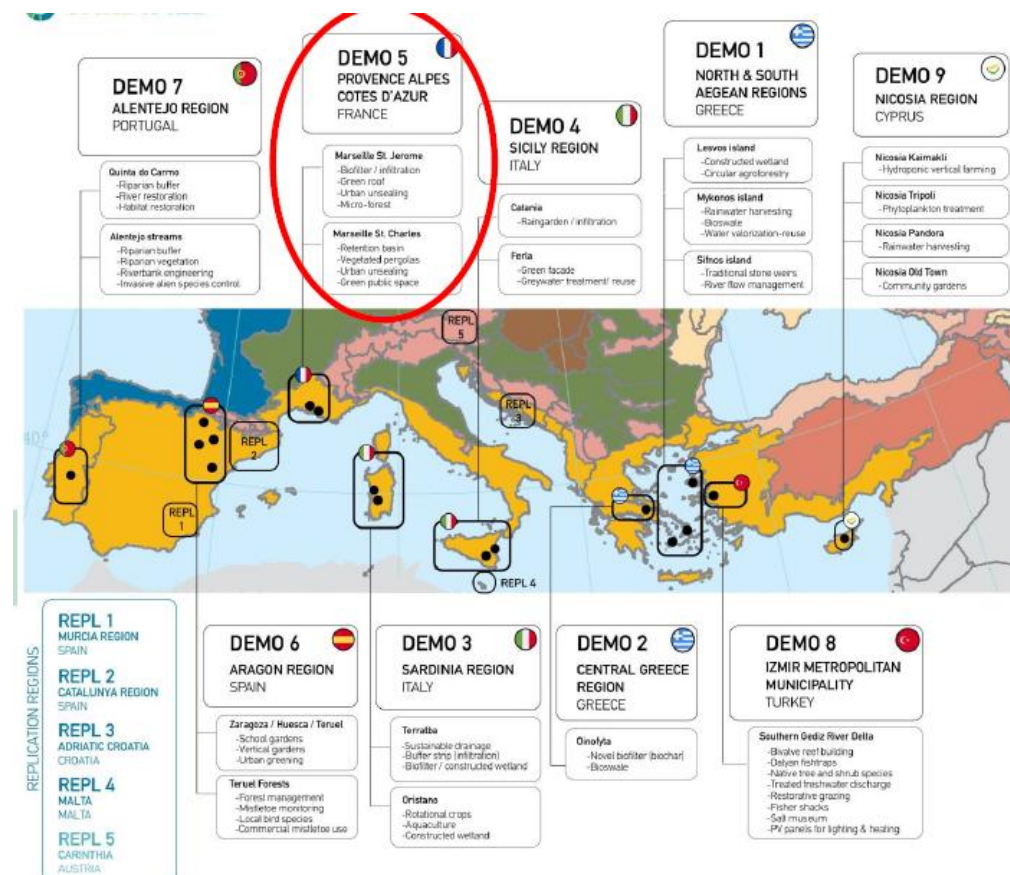 DEMO 7
ALENTEJO REGION
PORTUGAL
Quinta do Carmo
-Riparian buffer
-River restoration
-Habitat restoration
Alentejo streams
-Riparian buffer
-Riparian vegetation
-Riverbank engineering
-Invasive alien species control
DEMO 5
PROVENCE ALPES
COTES D'AZUR
FRANCE
Marseille St. Jerome
-Biofilter / infiltration
-Green roof
-Urban unsealing
-Micro-forest
Marseille St. Charles
-Retention basin
-Vegetated pergolas
-Urban unsealing
-Green public space
DEMO 4
SICILY REGION
ITALY
Catania
-Raingarden / infiltration
Ferla
-Green facade
-Greywater treatment/ reuse
DEMO 1
NORTH & SOUTH
AEGEAN REGIONS
GREECE
Lesvos island
-Constructed wetland
-Circular agroforestry
Mykonos island
-Rainwater harvesting
-Bioswale
-Water valorization-reuse
Sifnos island
-Traditional stone weirs
-River flow management
DEMO 9
NICOSIA REGION
CYPRUS
Nicosia Kaimakli
-Hydroponic vertical farming
Nicosia Tripoli
-Phytoplankton treatment
Nicosia Pandora
-Rainwater harvesting
Nicosia Old Town
-Community gardens
REPL
5
REPL
3
REPL
2
REPL
1
REPL 4
40°
REPLICATION REGIONS
REPL 1
MURCIA REGION
SPAIN
REPL 2
CATALUNYA REGION
SPAIN
REPL 3
ADRIATIC CROATIA
CROATIA
REPL 4
MALTA
MALTA
REPL 5
CARINTHIA
AUSTRIA
DEMO 6
ARAGON REGION
SPAIN
Zaragoza / Huesca / Teruel
-School gardens
-Vertical gardens
-Urban greening
Teruel Forests
-Forest management
-Mistletoe monitoring
-Local bird species
-Commercial mistletoe use
DEMO 3
SARDINIA REGION
ITALY
Terralba
-Sustainable drainage
-Buffer strip (infiltration)
-Biofilter / constructed wetland
Oristano
-Rotational crops
-Aquaculture
-Constructed wetland
DEMO 2
CENTRAL GREECE
REGION
GREECE
Oinofyta
-Novel biofilter (biochar)
-Bioswale
DEMO 8
IZMIR METROPOLITAN
MUNICIPALITY
TURKEY
Southern Gediz River Delta
-Bivalve reef building
-Dalyan fishtraps
-Native tree and shrub species
-Treated freshwater discharge
-Restorative grazing
-Fisher shacks
-Salt museum
-PV panels for lighting & heating